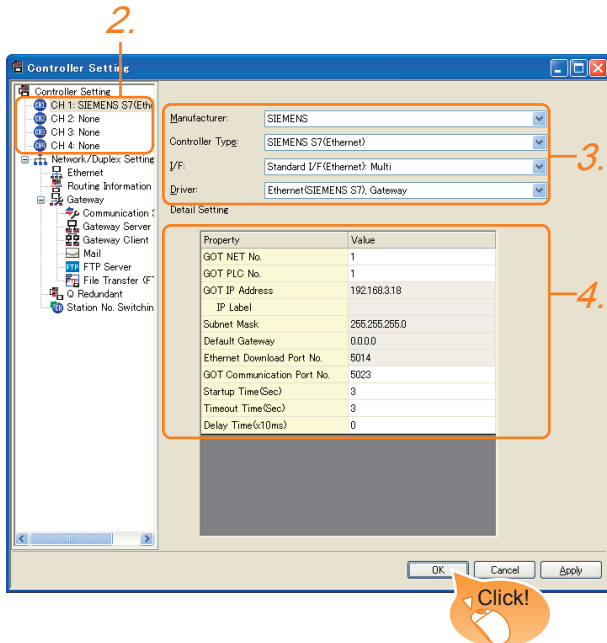 2.
Controller Setting
Controller Setting
CH 1: SIEMENS S7(Eth
CH 2: None
CH 3: None
CH 4: None
Network/Duplex Setting
Ethernet
Routing Information
Gateway
Communication S
Gateway Server
Gateway Client
Mail
FTP Server
File Transfer (F
Q Redundant
Station No. Switchin
Manufacturer: SIEMENS
Controller Type: SIEMENS S7(Ethernet)
I/F: Standard I/F(Ethernet): Multi
Driver: Ethernet(SIEMENS S7), Gateway
3.
Detail Setting
Property Value
GOT NET No. 1
GOT PLC No. 1
GOT IP Address 192.168.3.18
IP Label
Subnet Mask 255.255.255.0
Default Gateway 0.0.0.0
Ethernet Download Port No. 5014
GOT Communication Port No. 5023
Startup Time(Sec) 3
Timeout Time(Sec) 3
Delay Time(x10ms) 0
4.
OK Cancel Apply
Click!